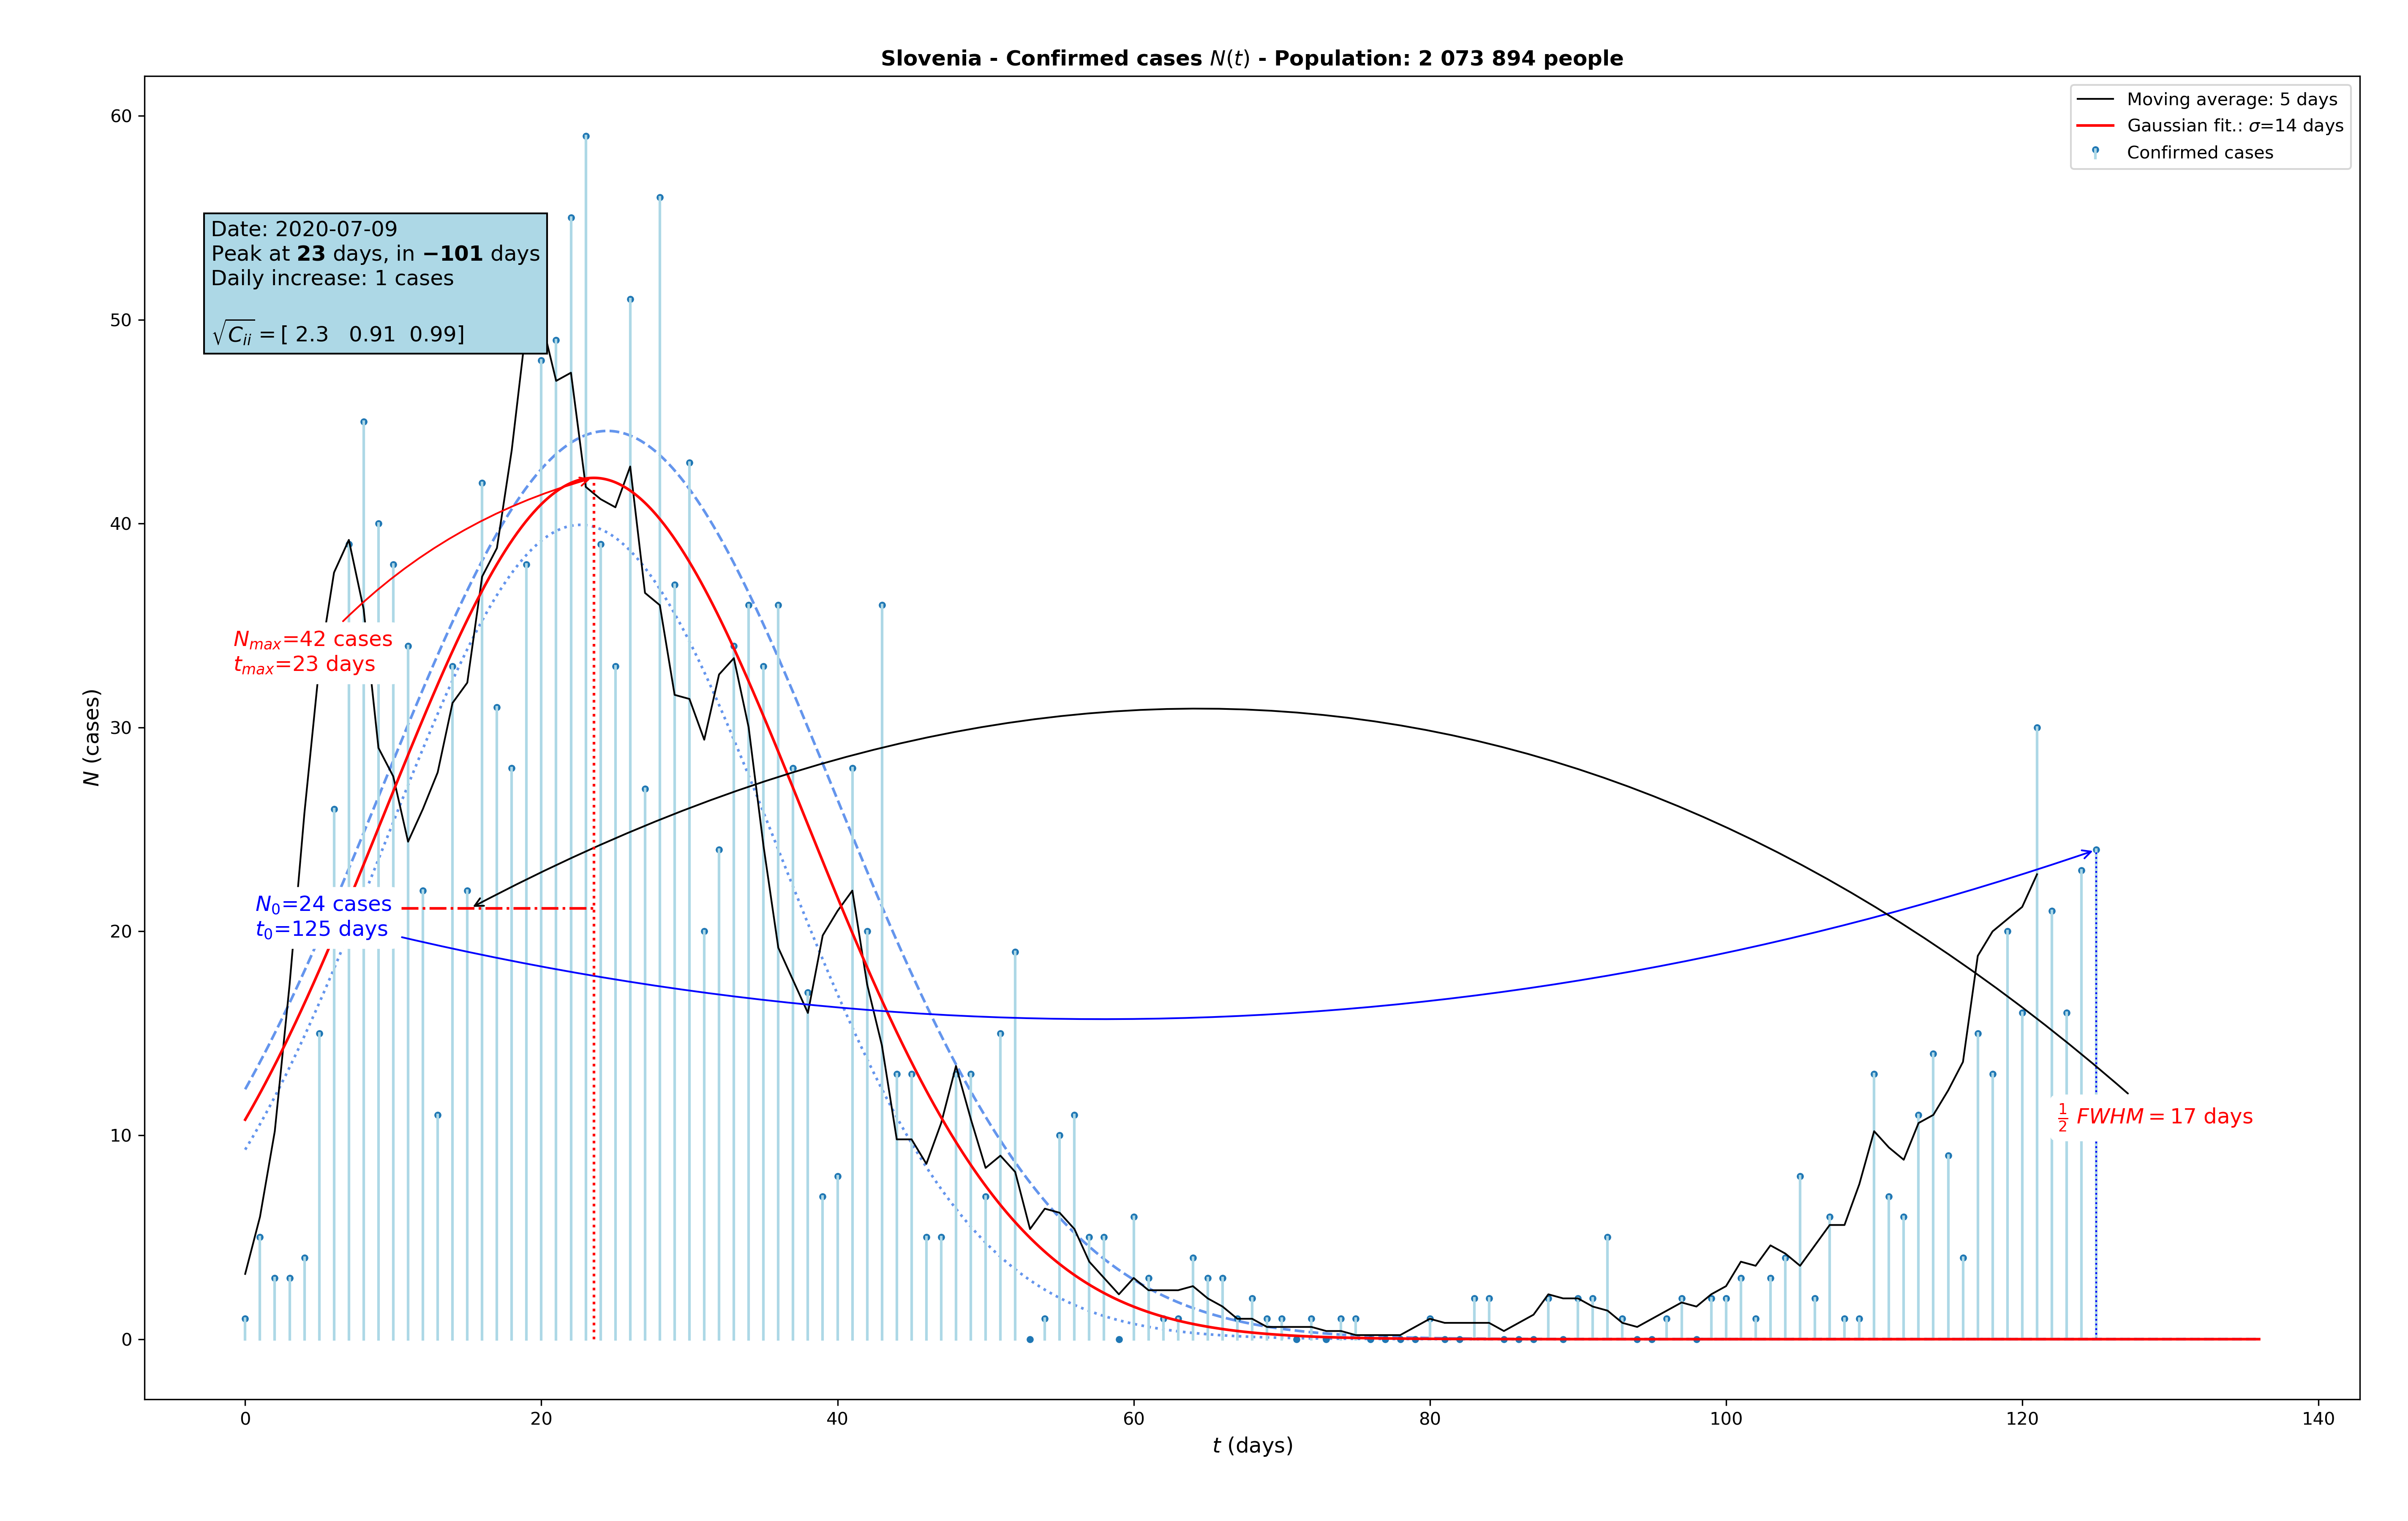 Slovenia - Confirmed cases N(t) - Population: 2 073 894 people
Moving average: 5 days
Gaussian fit.: σ=14 days
Confirmed cases
Date: 2020-07-09
Peak at 23 days, in −101 days
Daily increase: 1 cases
√C_ii = [ 2.3 0.91 0.99]
N_max=42 cases
t_max=23 days
N_0=24 cases
t_0=125 days
1/2 FWHM = 17 days
N (cases)
60
50
40
30
20
10
0
0 20 40 60 80 100 120 140
t (days)